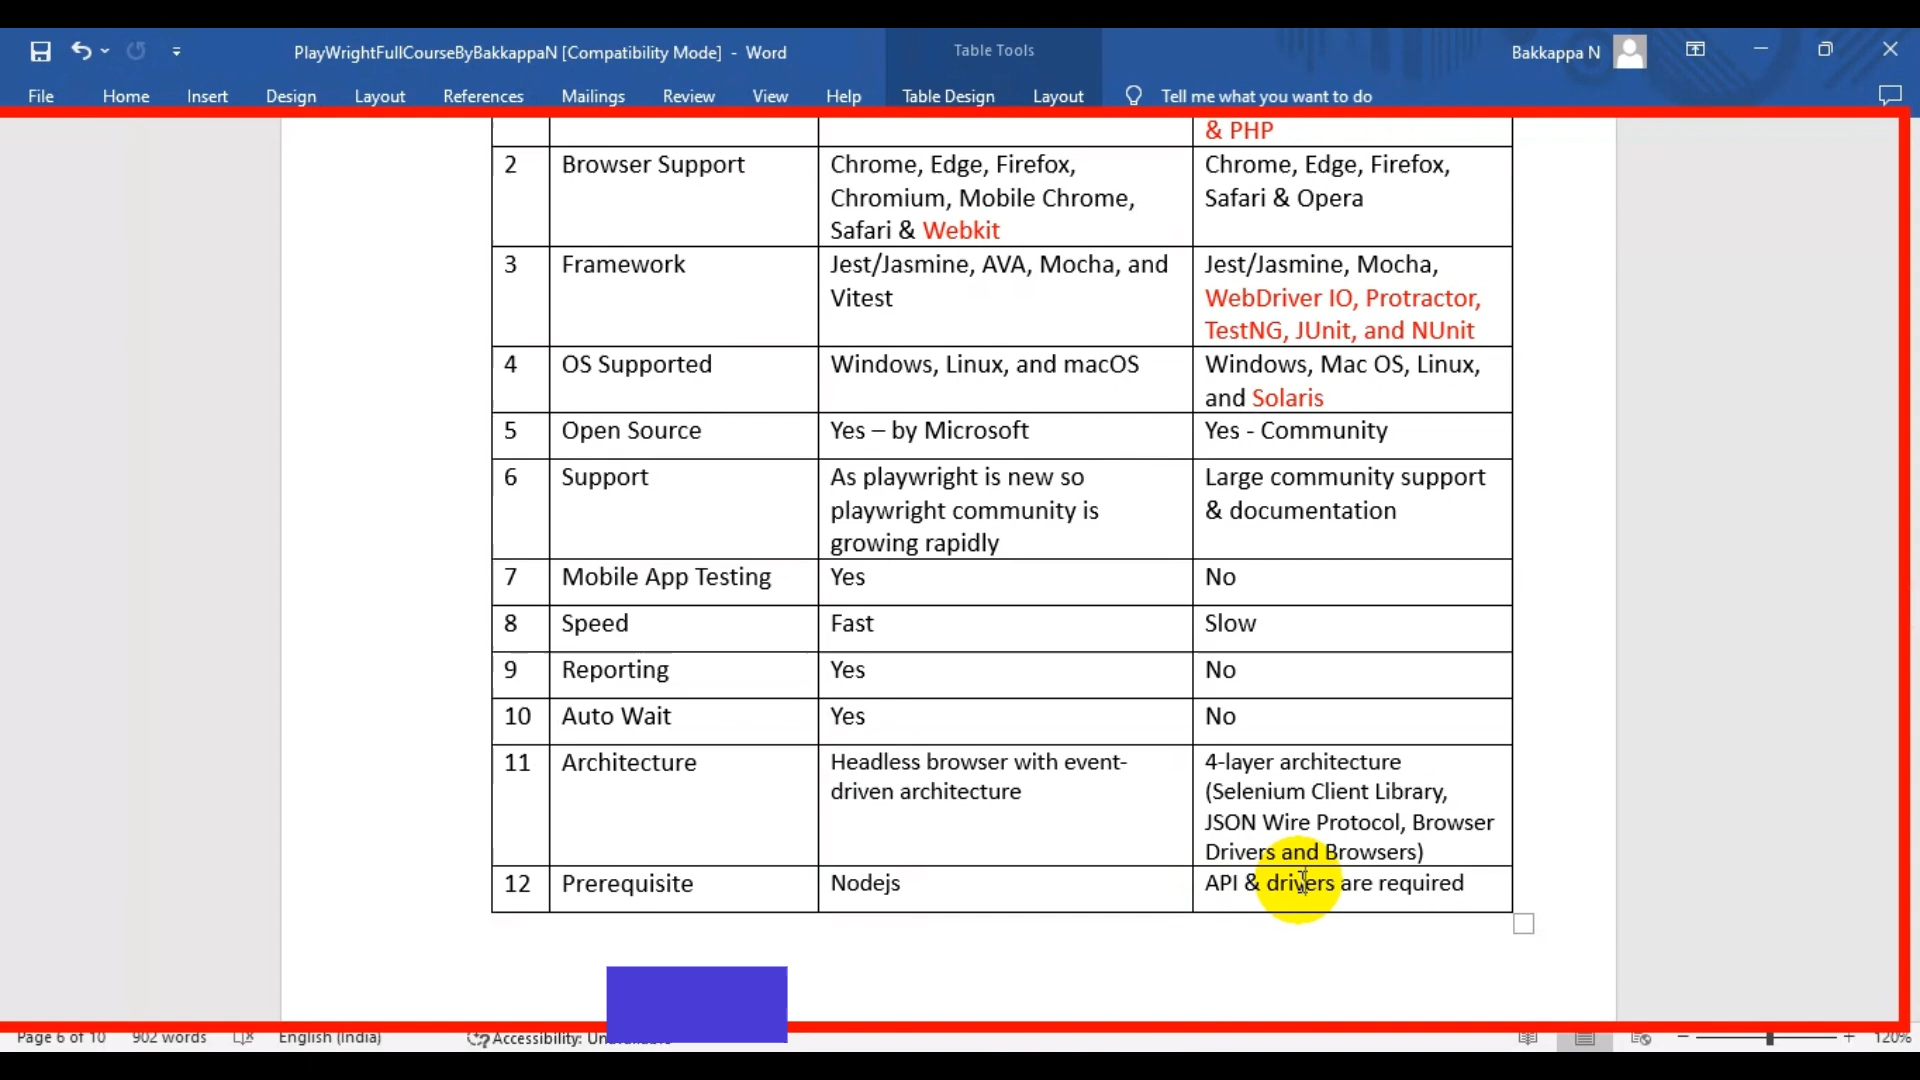 PlayWrightFullCourseByBakkappaN [Compatibility Mode] - Word
Table Tools
Bakkappa N
File Home Insert Design Layout References Mailings Review View Help Table Design Layout Tell me what you want to do
& PHP
2 Browser Support Chrome, Edge, Firefox, Chrome, Edge, Firefox,
Chromium, Mobile Chrome, Safari & Opera
Safari & Webkit
3 Framework Jest/Jasmine, AVA, Mocha, and Jest/Jasmine, Mocha,
Vitest WebDriver IO, Protractor,
TestNG, JUnit, and NUnit
4 OS Supported Windows, Linux, and macOS Windows, Mac OS, Linux,
and Solaris
5 Open Source Yes – by Microsoft Yes - Community
6 Support As playwright is new so Large community support
playwright community is & documentation
growing rapidly
7 Mobile App Testing Yes No
8 Speed Fast Slow
9 Reporting Yes No
10 Auto Wait Yes No
11 Architecture Headless browser with event- 4-layer architecture
driven architecture (Selenium Client Library,
JSON Wire Protocol, Browser
Drivers and Browsers)
12 Prerequisite Nodejs API & drivers are required
Page 6 of 10 902 words English (India) Accessibility: 120%